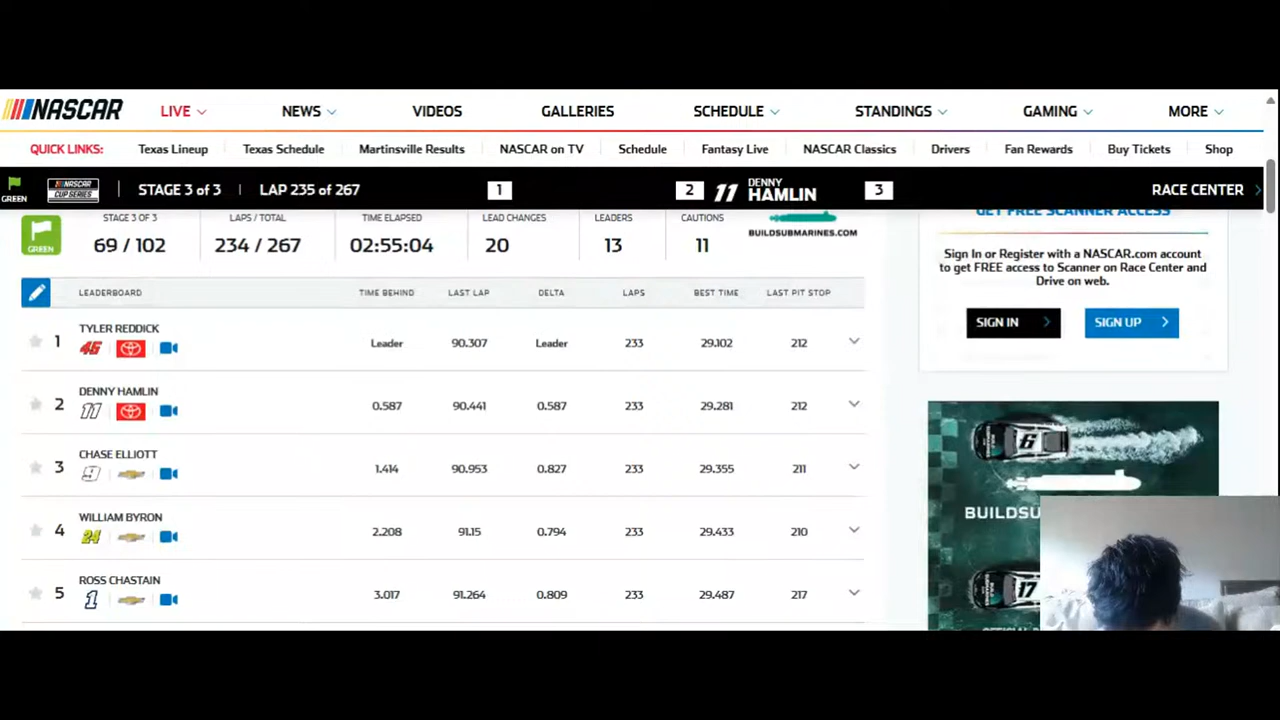 NASCAR LIVE NEWS VIDEOS GALLERIES SCHEDULE STANDINGS GAMING MORE
QUICK LINKS: Texas Lineup Texas Schedule Martinsville Results NASCAR on TV Schedule Fantasy Live NASCAR Classics Drivers Fan Rewards Buy Tickets Shop
GREEN NASCAR CUP SERIES STAGE 3 OF 3 LAP 235 OF 267 1 2 11 DENNY HAMLIN 3 RACE CENTER
GREEN
STAGE 3 OF 3 LAPS / TOTAL TIME ELAPSED LEAD CHANGES LEADERS CAUTIONS
69 / 102 234 / 267 02:55:04 20 13 11
BUILDSUBMARINES.COM
LEADERBOARD TIME BEHIND LAST LAP DELTA LAPS BEST TIME LAST PIT STOP
TYLER REDDICK
1 45 Leader 90.307 Leader 233 29.102 212
DENNY HAMLIN
2 11 0.587 90.441 0.587 233 29.281 212
CHASE ELLIOTT
3 9 1.414 90.953 0.827 233 29.355 211
WILLIAM BYRON
4 24 2.208 91.15 0.794 233 29.433 210
ROSS CHASTAIN
5 1 3.017 91.264 0.809 233 29.487 217
GET FREE SCANNER ACCESS
Sign In or Register with a NASCAR.com account
to get FREE access to Scanner on Race Center and
Drive on web.
SIGN IN SIGN UP
6
BUILDSU
17